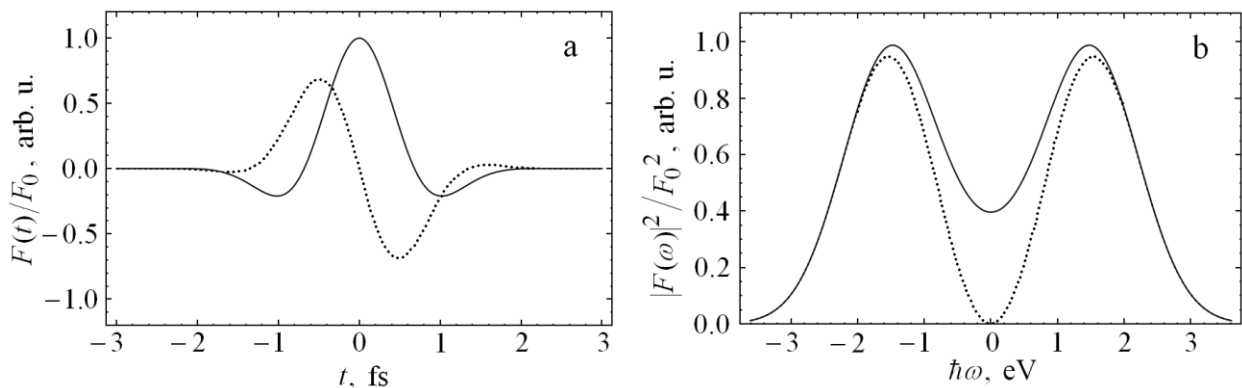 a
F(t)/F₀, arb. u.
1.0
0.5
0.0
−0.5
−1.0
−3 −2 −1 0 1 2 3
t, fs
b
|F(ω)|²/F₀², arb. u.
1.0
0.8
0.6
0.4
0.2
0.0
−3 −2 −1 0 1 2 3
ħω, eV